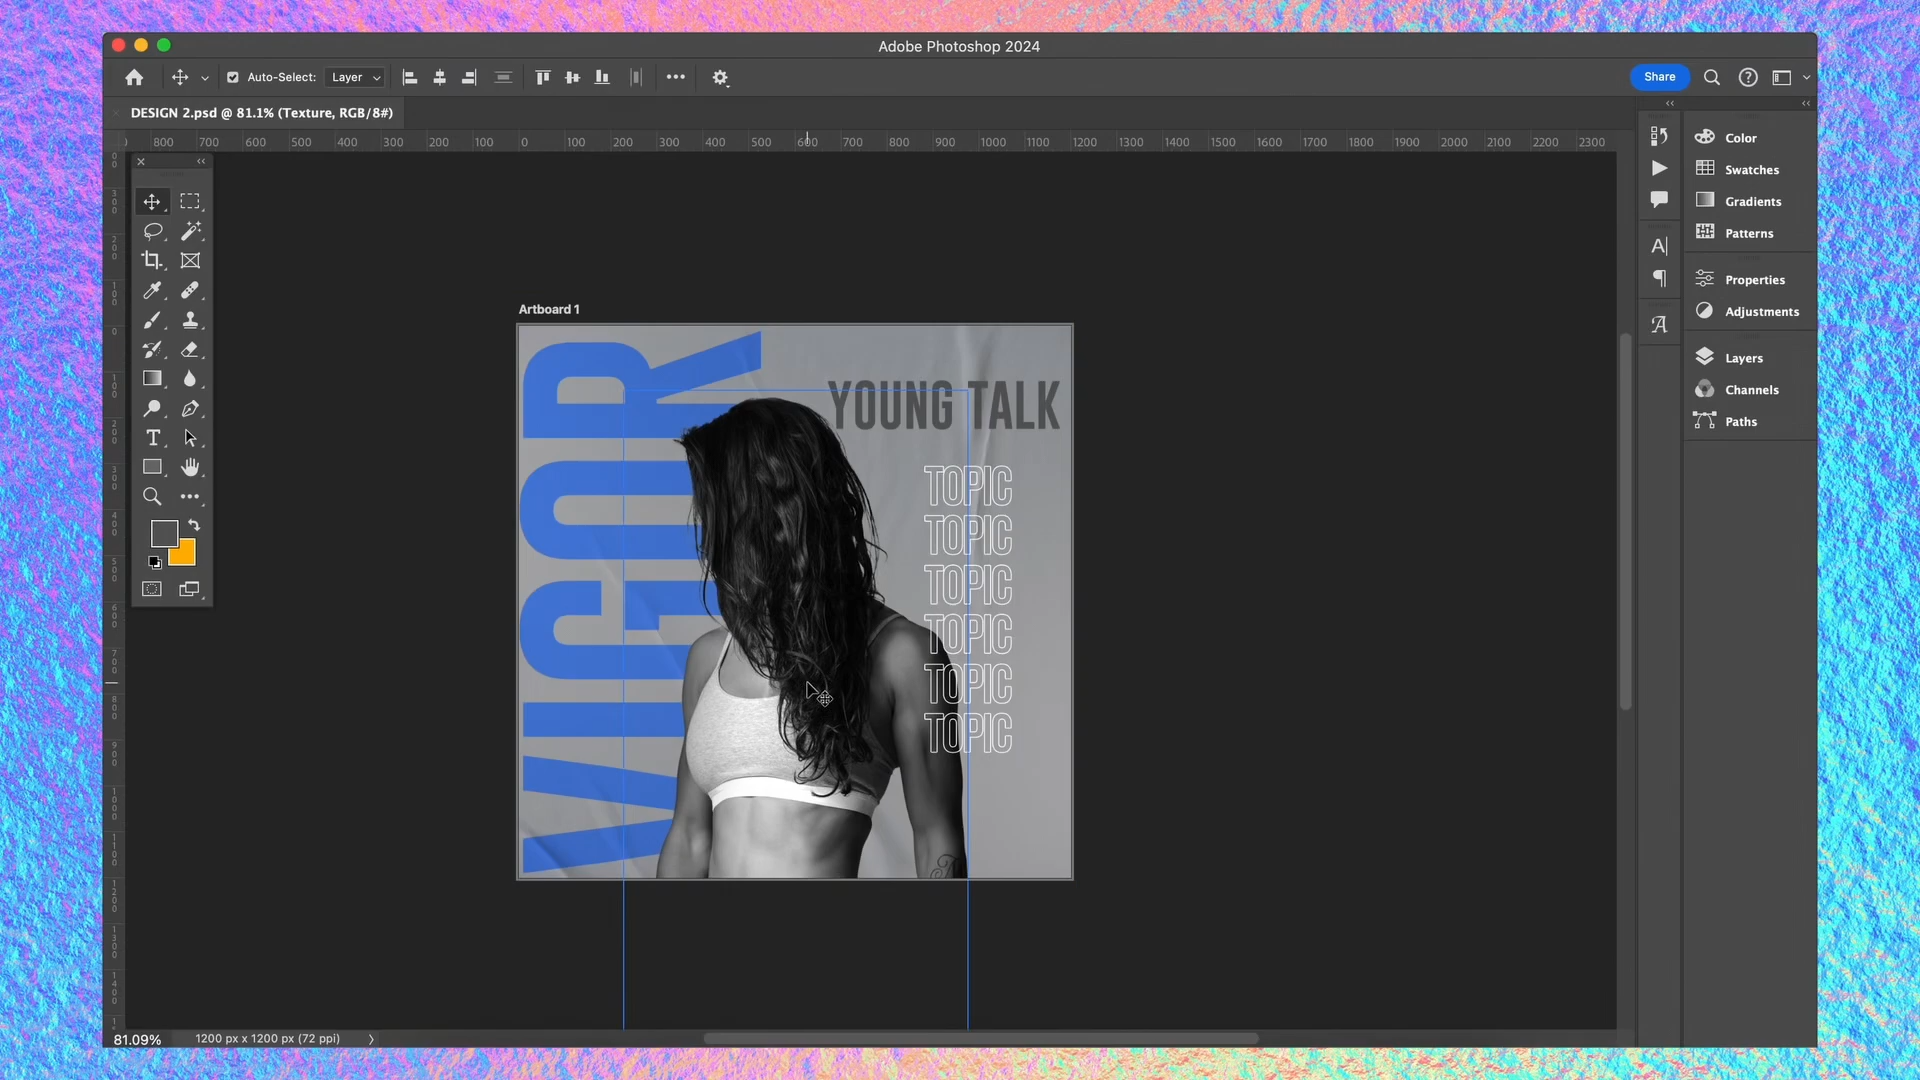 Adobe Photoshop 2024
Auto-Select: Layer
Share
DESIGN 2.psd @ 81.1% (Texture, RGB/8#)
800 700 600 500 400 300 200 100 0 100 200 300 400 500 600 700 800 900 1000 1100 1200 1300 1400 1500 1600 1700 1800 1900 2000 2100 2200 2300
Color
Swatches
Gradients
Patterns
Properties
Adjustments
Layers
Channels
Paths
Artboard 1
VIGOR
YOUNG TALK
TOPIC
TOPIC
TOPIC
TOPIC
TOPIC
TOPIC
81.09%
1200 px x 1200 px (72 ppi)